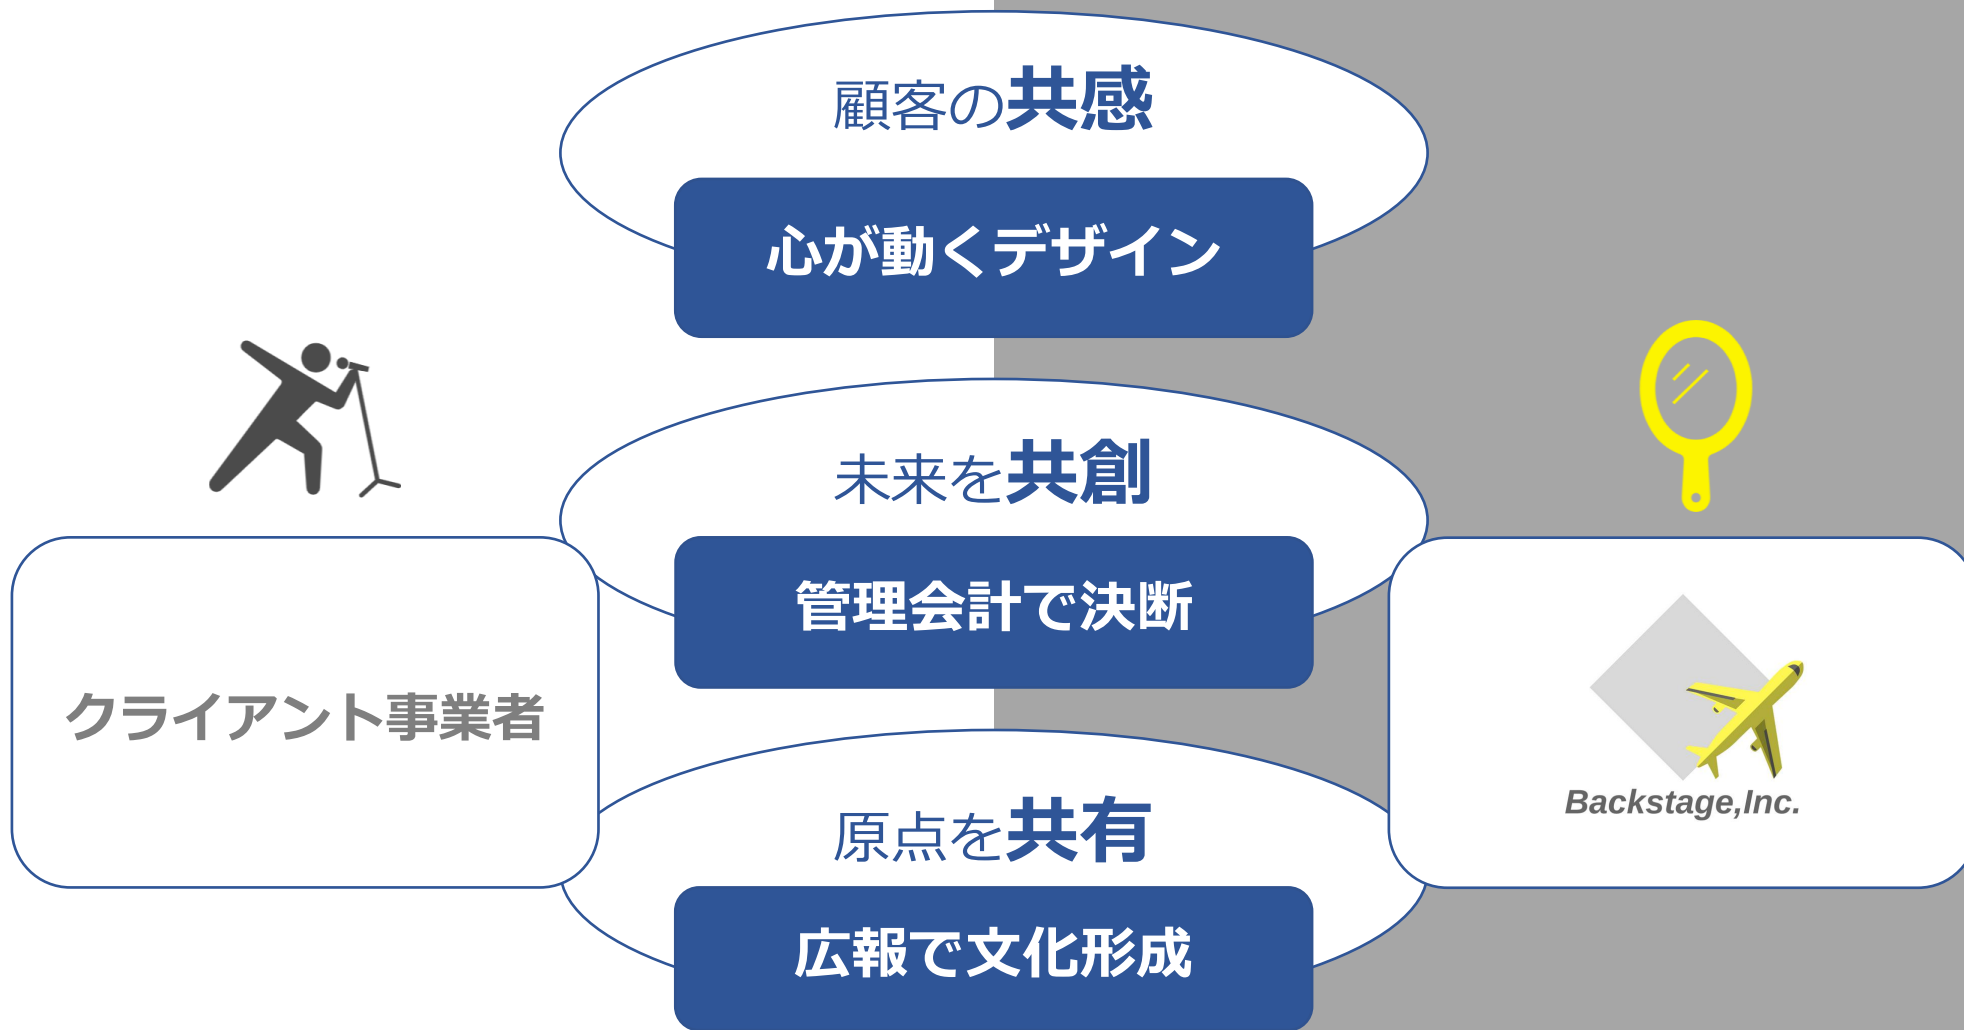 顧客の共感
心が動くデザイン
未来を共創
管理会計で決断
クライアント事業者
Backstage,Inc.
原点を共有
広報で文化形成